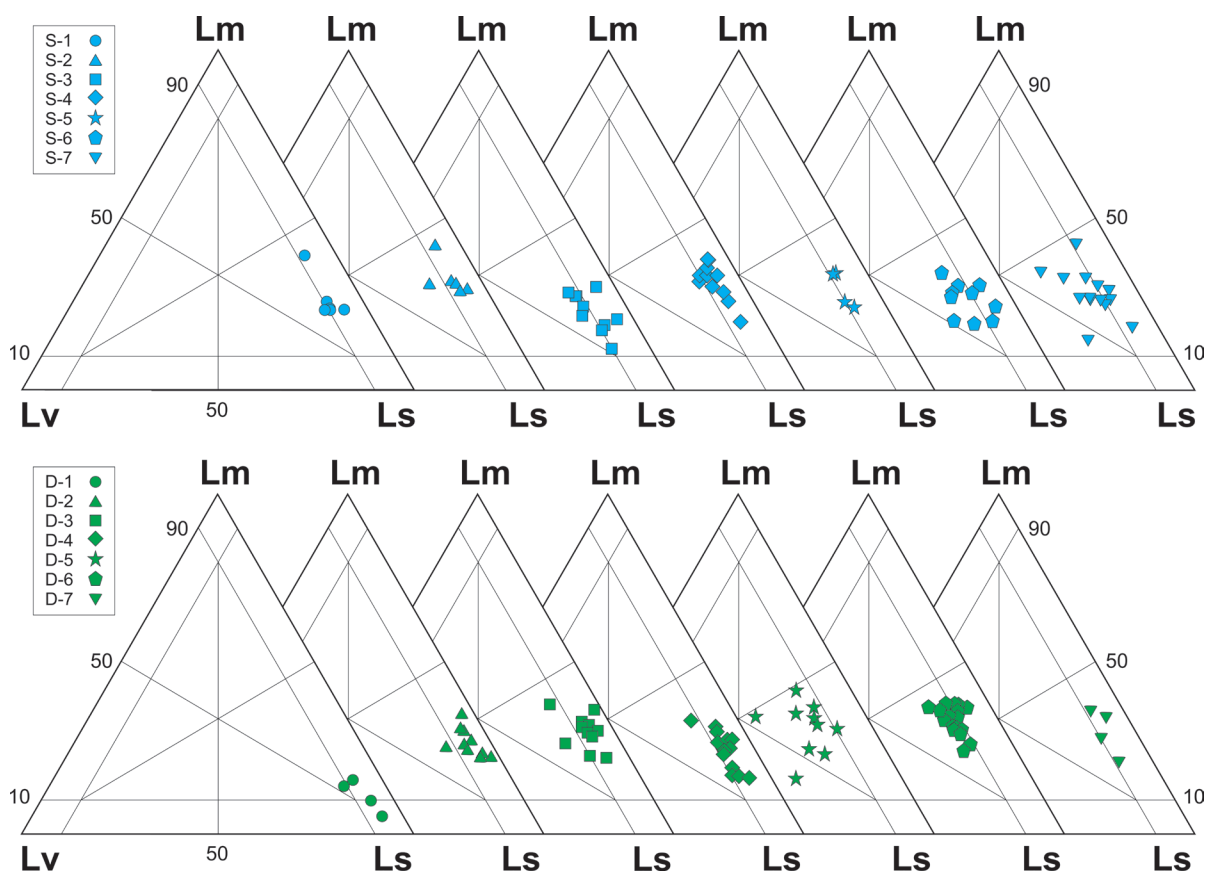 Lm Lm Lm Lm Lm Lm Lm
S-1
S-2
S-3
S-4
S-5
S-6
S-7
90 90
50 50
10 10
Lv 50 Ls Ls Ls Ls Ls Ls Ls
Lm Lm Lm Lm Lm Lm Lm
D-1
D-2
D-3
D-4
D-5
D-6
D-7
90 90
50 50
10 10
Lv 50 Ls Ls Ls Ls Ls Ls Ls